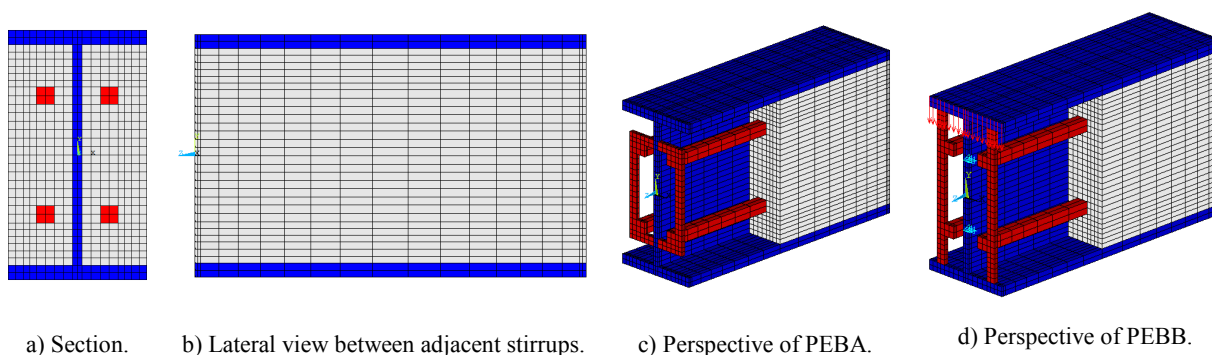 Y
X
Z
X
Y
Z
Y
Z
a) Section.
b) Lateral view between adjacent stirrups.
c) Perspective of PEBA.
d) Perspective of PEBB.